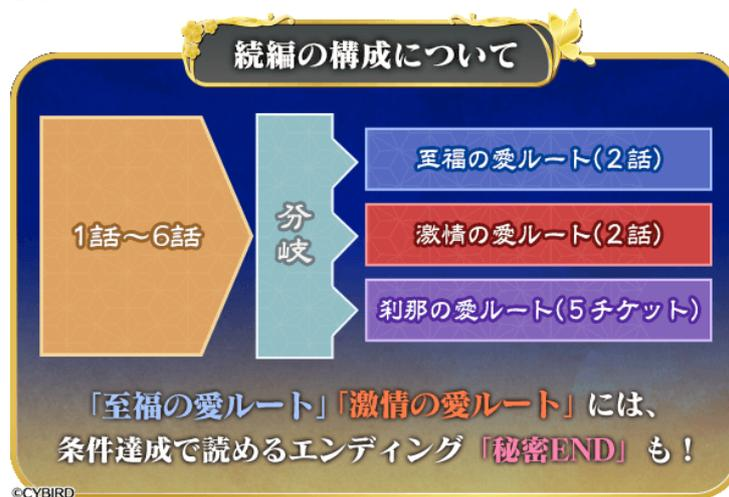 続編の構成について
1話～6話
分岐
至福の愛ルート(2話)
激情の愛ルート(2話)
刹那の愛ルート(5チケット)
「至福の愛ルート」「激情の愛ルート」には、
条件達成で読めるエンディング「秘密END」も！
©CYBIRD